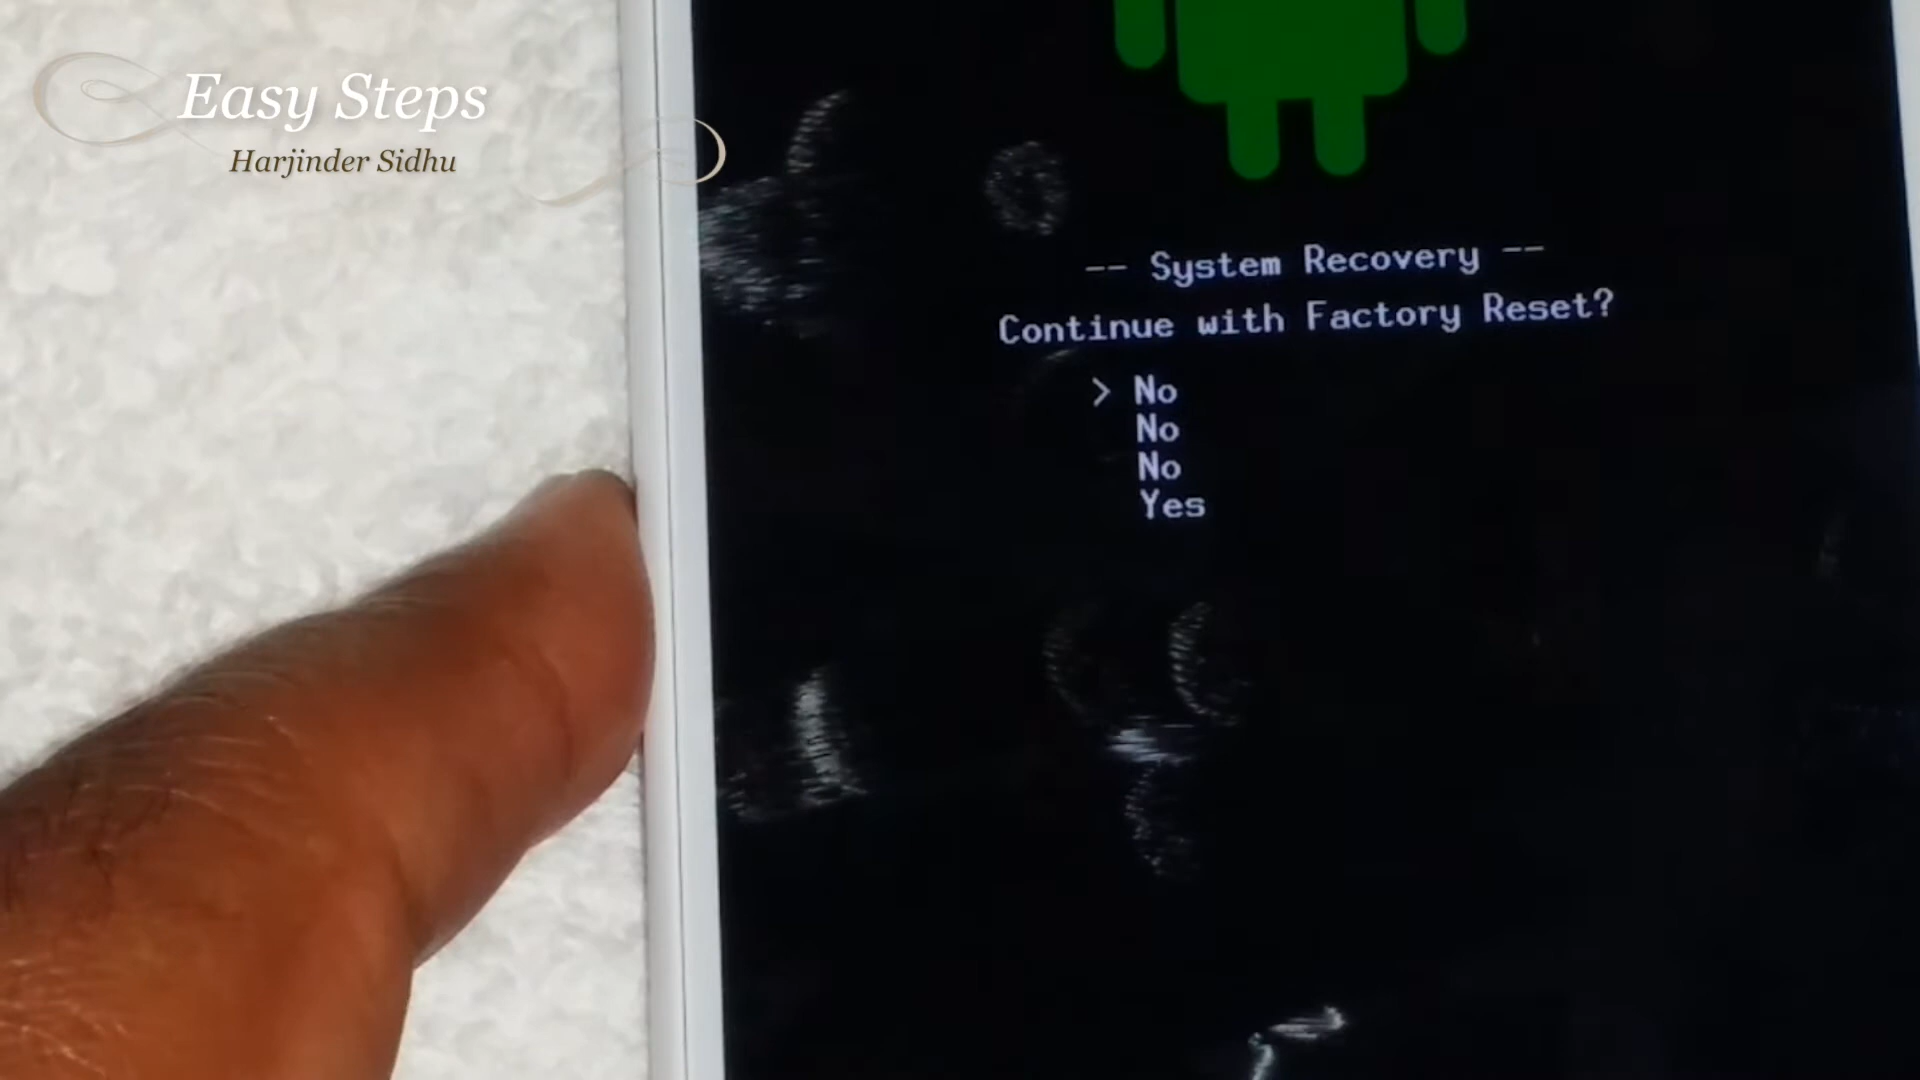 Easy Steps
Harjinder Sidhu
-- System Recovery --
Continue with Factory Reset?
> No
No
No
Yes